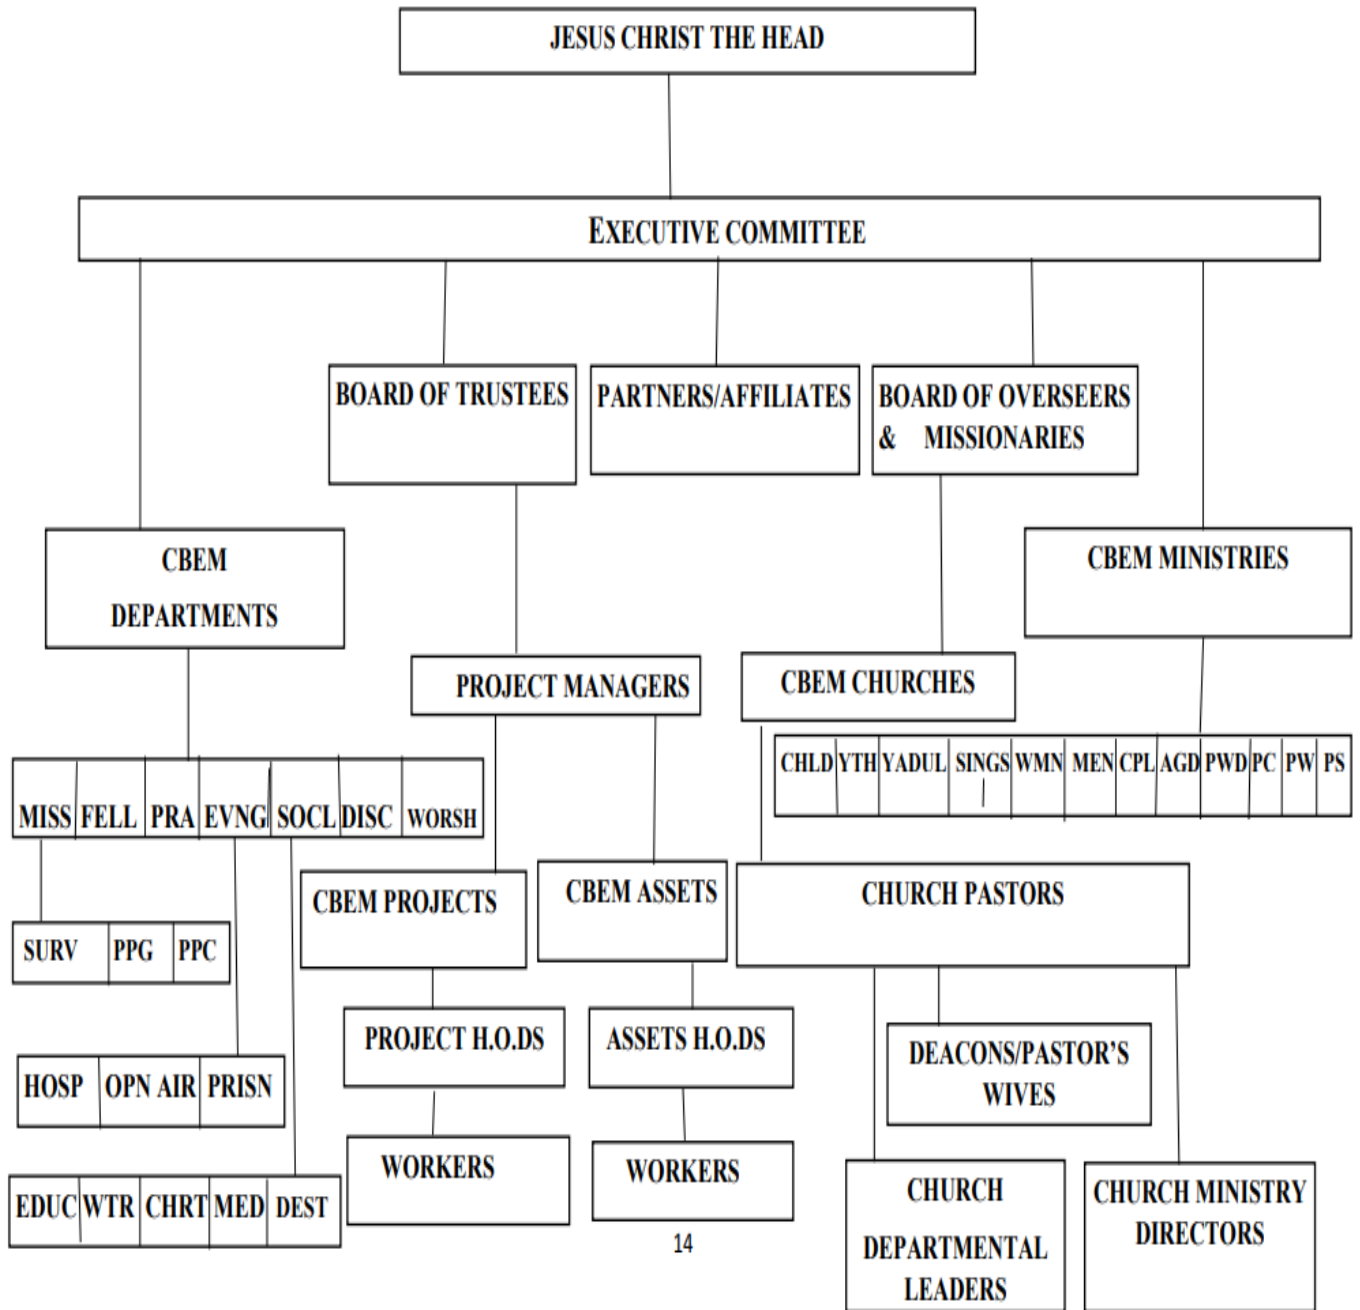 JESUS CHRIST THE HEAD
EXECUTIVE COMMITTEE
BOARD OF TRUSTEES
PARTNERS/AFFILIATES
BOARD OF OVERSEERS
& MISSIONARIES
CBEM
DEPARTMENTS
CBEM MINISTRIES
PROJECT MANAGERS
CBEM CHURCHES
CHLD YTH YADUL SINGS WMN MEN CPL AGD PWD PC PW PS
MISS FELL PRA EVNG SOCL DISC WORSH
CBEM PROJECTS
CBEM ASSETS
CHURCH PASTORS
SURV PPG PPC
PROJECT H.O.DS
ASSETS H.O.DS
DEACONS/PASTOR’S
WIVES
HOSP OPN AIR PRISN
WORKERS
WORKERS
CHURCH
DEPARTMENTAL
LEADERS
CHURCH MINISTRY
DIRECTORS
EDUC WTR CHRT MED DEST
14